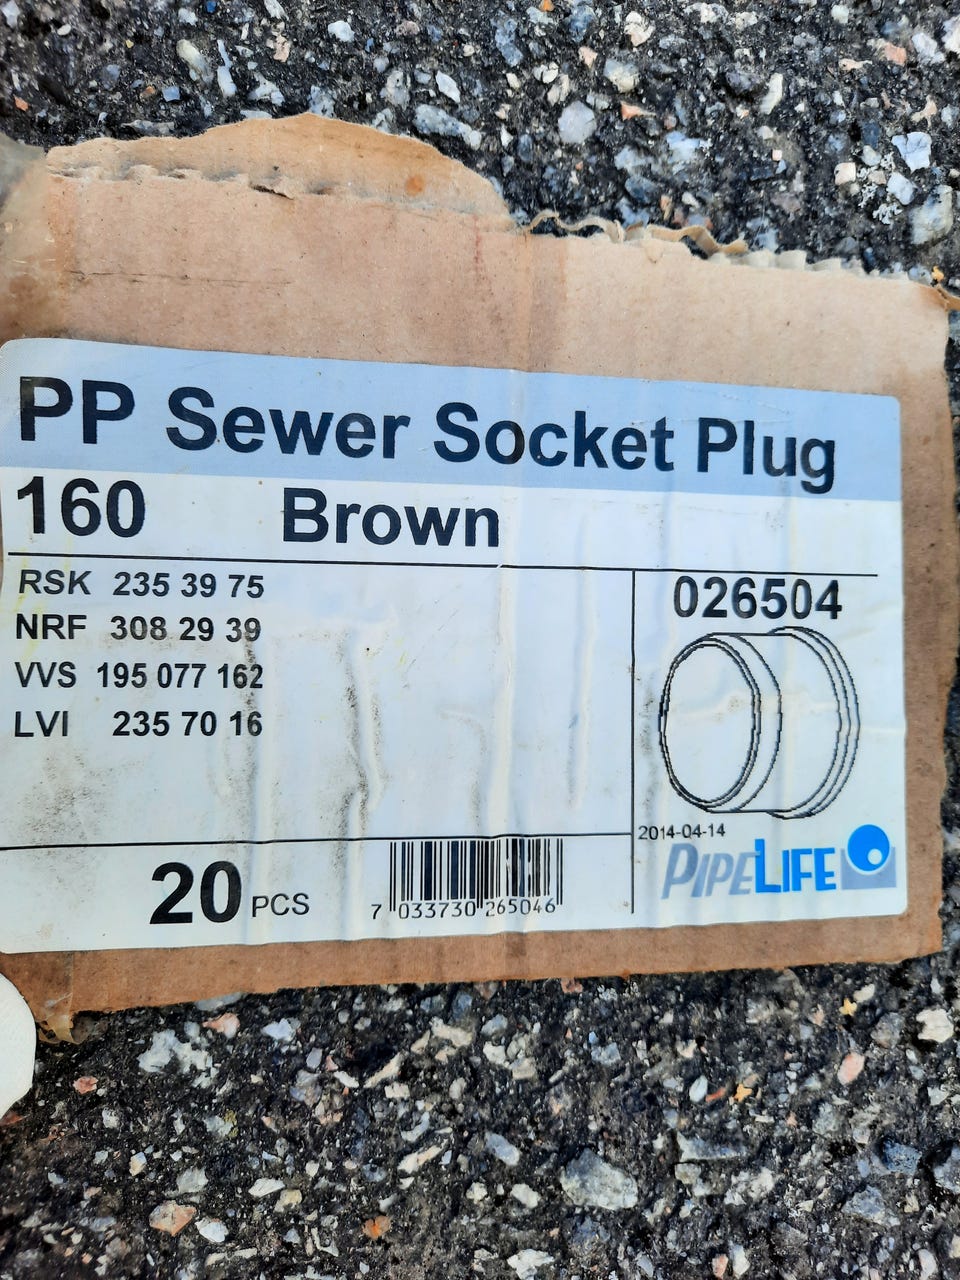 PP Sewer Socket Plug
160 Brown
RSK 235 39 75
NRF 308 29 39
VVS 195 077 162
LVI 235 70 16
026504
2014-04-14
PIPELIFE
20 PCS
7 033730 265046